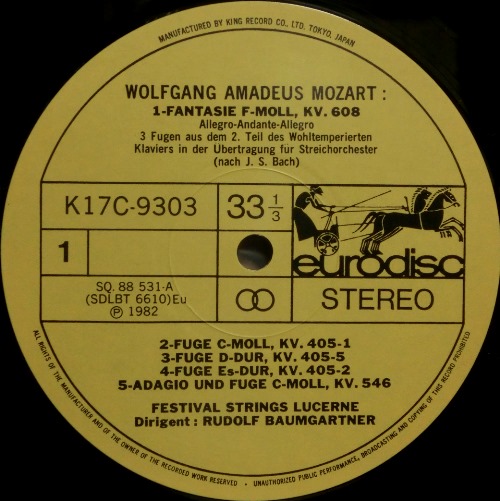 MANUFACTURED BY KING RECORD CO., LTD. TOKYO, JAPAN
WOLFGANG AMADEUS MOZART :
1-FANTASIE F-MOLL, KV. 608
Allegro-Andante-Allegro
3 Fugen aus dem 2. Teil des Wohltemperierten
Klaviers in der Ubertragung für Streichorchester
(nach J. S. Bach)
K17C-9303
33 1/3
1
eurodisc
SQ. 88 531-A
(SDLBT 6610)Eu
Ⓟ 1982
STEREO
2-FUGE C-MOLL, KV. 405-1
3-FUGE D-DUR, KV. 405-5
4-FUGE Es-DUR, KV. 405-2
5-ADAGIO UND FUGE C-MOLL, KV. 546
FESTIVAL STRINGS LUCERNE
Dirigent : RUDOLF BAUMGARTNER
ALL RIGHTS OF THE MANUFACTURER AND OF THE OWNER OF THE RECORDED WORK RESERVED • UNAUTHORIZED PUBLIC PERFORMANCE, BROADCASTING AND COPYING OF THIS RECORD PROHIBITED